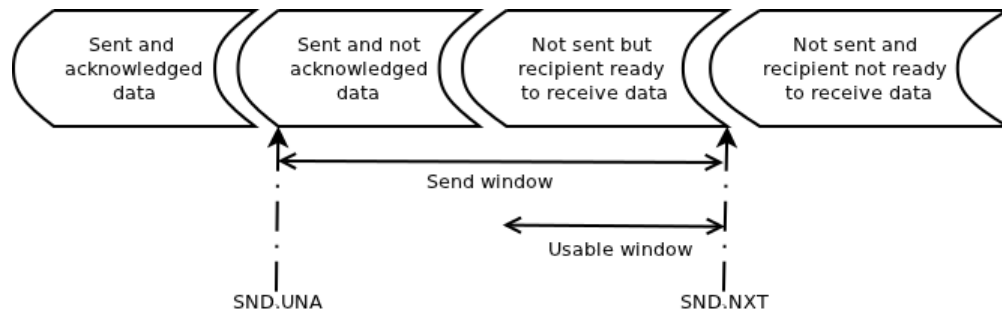 Sent and
acknowledged
data
Sent and not
acknowledged
data
Not sent but
recipient ready
to receive data
Not sent and
recipient not ready
to receive data
Send window
Usable window
SND.UNA
SND.NXT